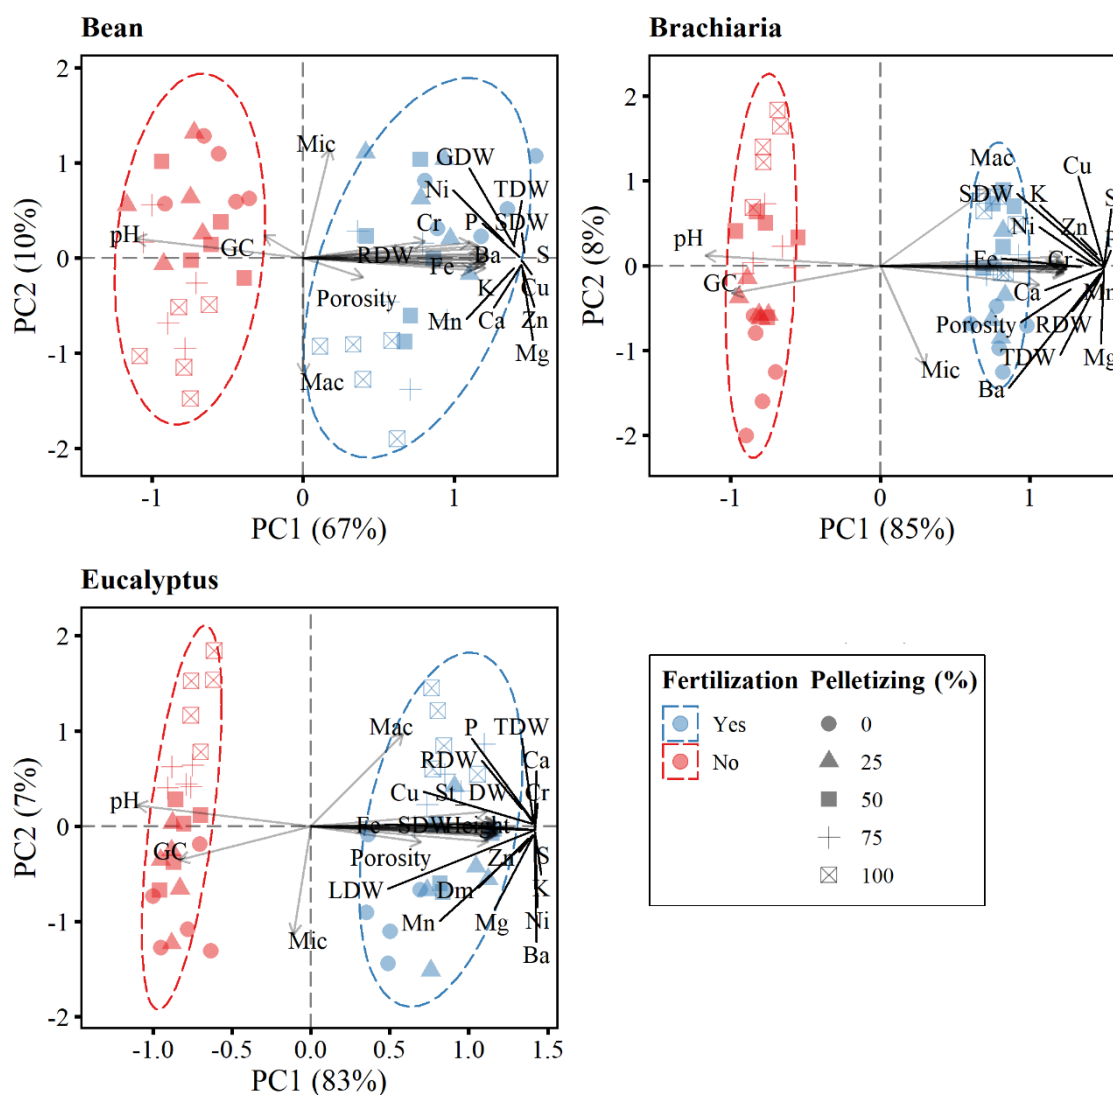 Bean
2
1
0
-1
-2
PC2 (10%)
Mic
GDW
Ni
TDW
Cr
P
SDW
pH
GC
RDW
Fe
Ba
S
Porosity
K
Cu
Mn
Ca
Zn
Mg
Mac
-1
0
1
PC1 (67%)
Brachiaria
2
1
0
-1
-2
PC2 (8%)
Mac
Cu
SDW
K
Ni
Zn
pH
Fe
Cr
GC
Ca
Mn
Porosity
RDW
Mic
TDW
Mg
Ba
-1
0
1
PC1 (85%)
Eucalyptus
2
1
0
-1
-2
PC2 (7%)
Mac
P
TDW
RDW
Ca
pH
Cu
St_DW
Cr
Fe
SDW
Height
GC
Porosity
Zn
S
LDW
Dm
K
Mn
Mg
Ni
Mic
Ba
-1.0
-0.5
0.0
0.5
1.0
1.5
PC1 (83%)
Fertilization
Yes
No
Pelletizing (%)
0
25
50
75
100